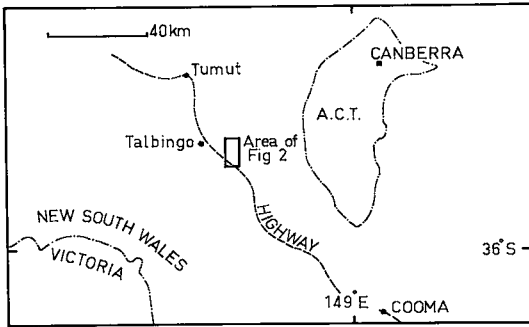 40km
Tumut
CANBERRA
A.C.T.
Talbingo
Area of
Fig 2
NEW SOUTH WALES
VICTORIA
HIGHWAY
36°S
149°E
COOMA